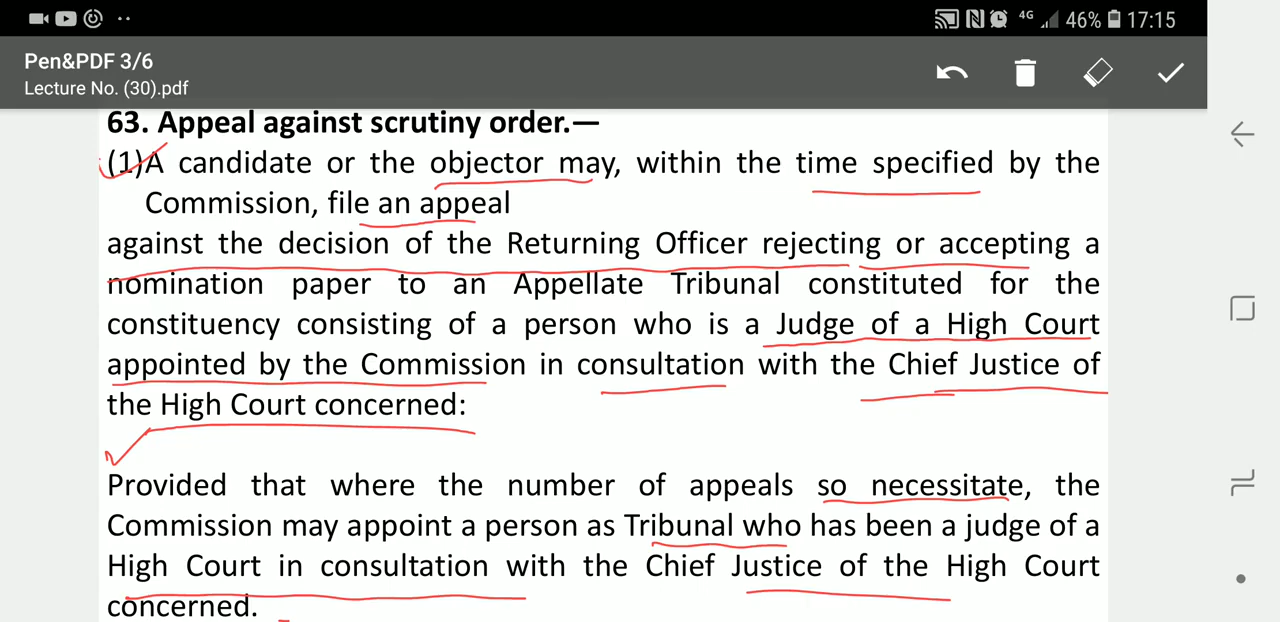 4G 46% 17:15
Pen&PDF 3/6
Lecture No. (30).pdf
63. Appeal against scrutiny order.—
(1)A candidate or the objector may, within the time specified by the
Commission, file an appeal
against the decision of the Returning Officer rejecting or accepting a
nomination paper to an Appellate Tribunal constituted for the
constituency consisting of a person who is a Judge of a High Court
appointed by the Commission in consultation with the Chief Justice of
the High Court concerned:
Provided that where the number of appeals so necessitate, the
Commission may appoint a person as Tribunal who has been a judge of a
High Court in consultation with the Chief Justice of the High Court
concerned.